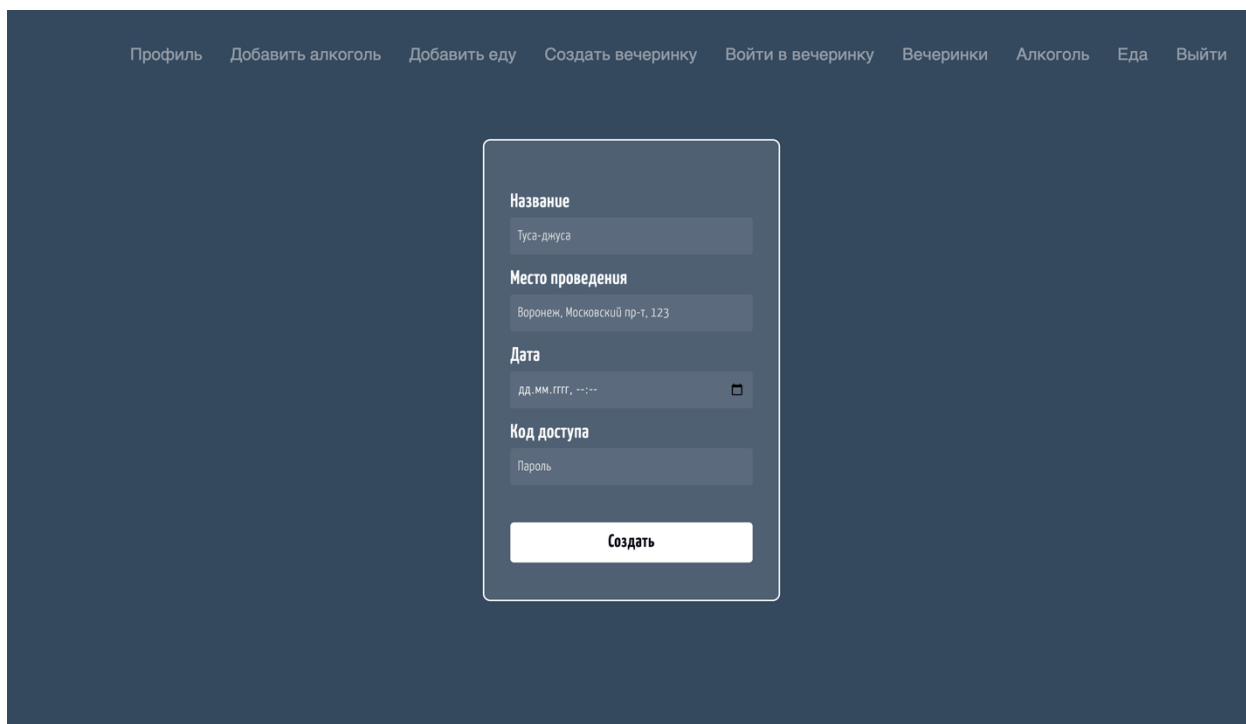 Профиль Добавить алкоголь Добавить еду Создать вечеринку Войти в вечеринку Вечеринки Алкоголь Еда Выйти
Название
Туса-джуса
Место проведения
Воронеж, Московский пр-т, 123
Дата
дд.мм.гггг, --:--
Код доступа
Пароль
Создать